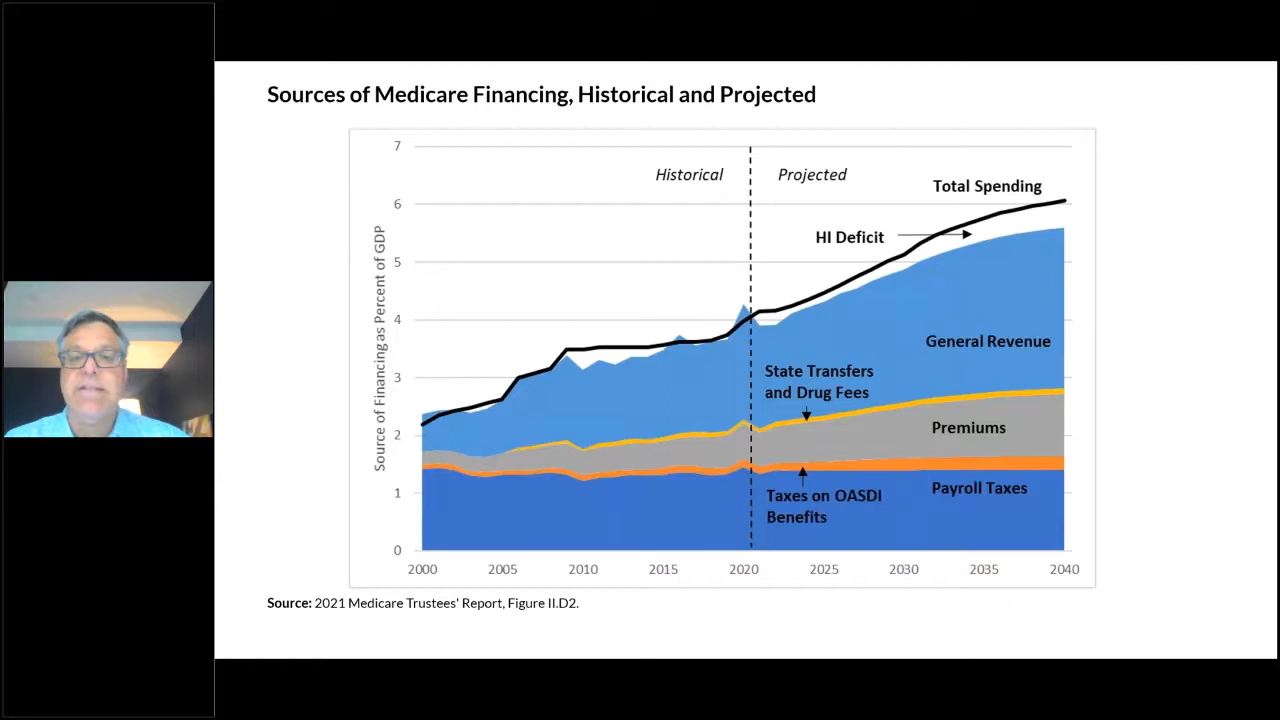 Sources of Medicare Financing, Historical and Projected
Source of Financing as Percent of GDP
7
6
5
4
3
2
1
0
Historical
Projected
Total Spending
HI Deficit
General Revenue
State Transfers
and Drug Fees
Premiums
Payroll Taxes
Taxes on OASDI
Benefits
2000 2005 2010 2015 2020 2025 2030 2035 2040
Source: 2021 Medicare Trustees' Report, Figure II.D2.